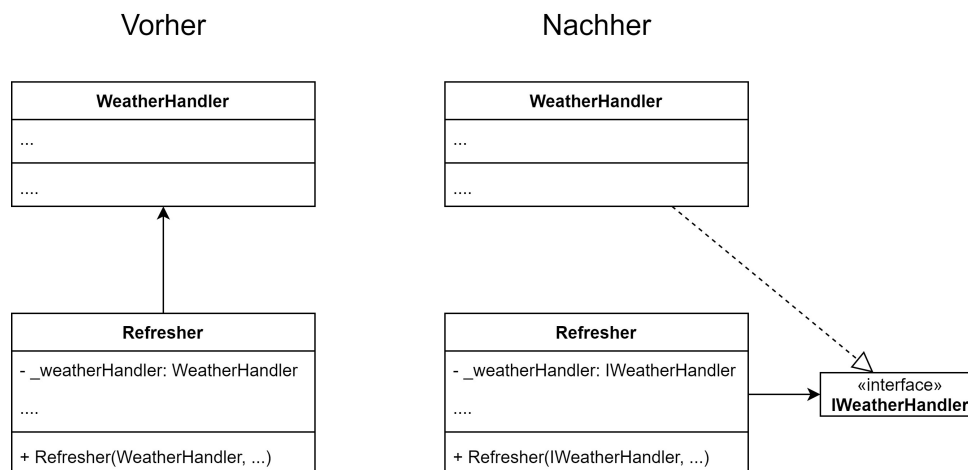 Vorher
WeatherHandler
...
....
Refresher
- _weatherHandler: WeatherHandler
....
+ Refresher(WeatherHandler, ...)
Nachher
WeatherHandler
...
....
Refresher
- _weatherHandler: IWeatherHandler
....
+ Refresher(IWeatherHandler, ...)
«interface»
IWeatherHandler